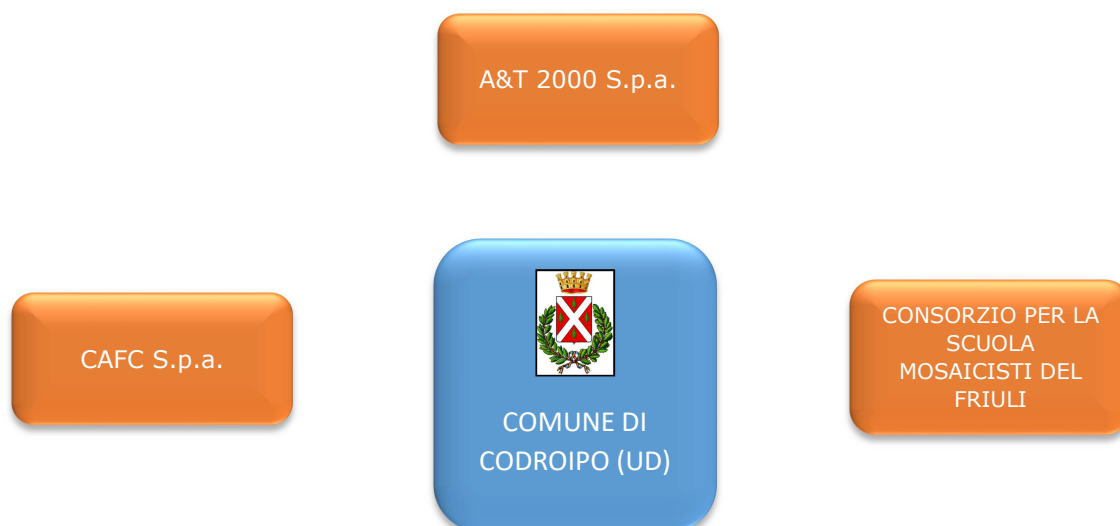 A&T 2000 S.p.a.
CAFC S.p.a.
COMUNE DI
CODROIPO (UD)
CONSORZIO PER LA
SCUOLA
MOSAICISTI DEL
FRIULI